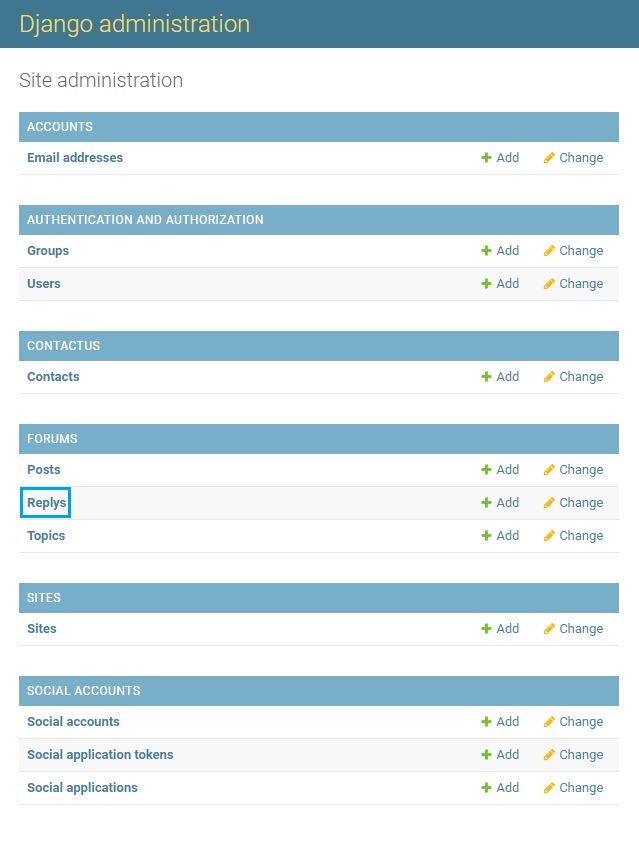 Django administration
Site administration
ACCOUNTS
Email addresses Add Change
AUTHENTICATION AND AUTHORIZATION
Groups Add Change
Users Add Change
CONTACTUS
Contacts Add Change
FORUMS
Posts Add Change
Replys Add Change
Topics Add Change
SITES
Sites Add Change
SOCIAL ACCOUNTS
Social accounts Add Change
Social application tokens Add Change
Social applications Add Change